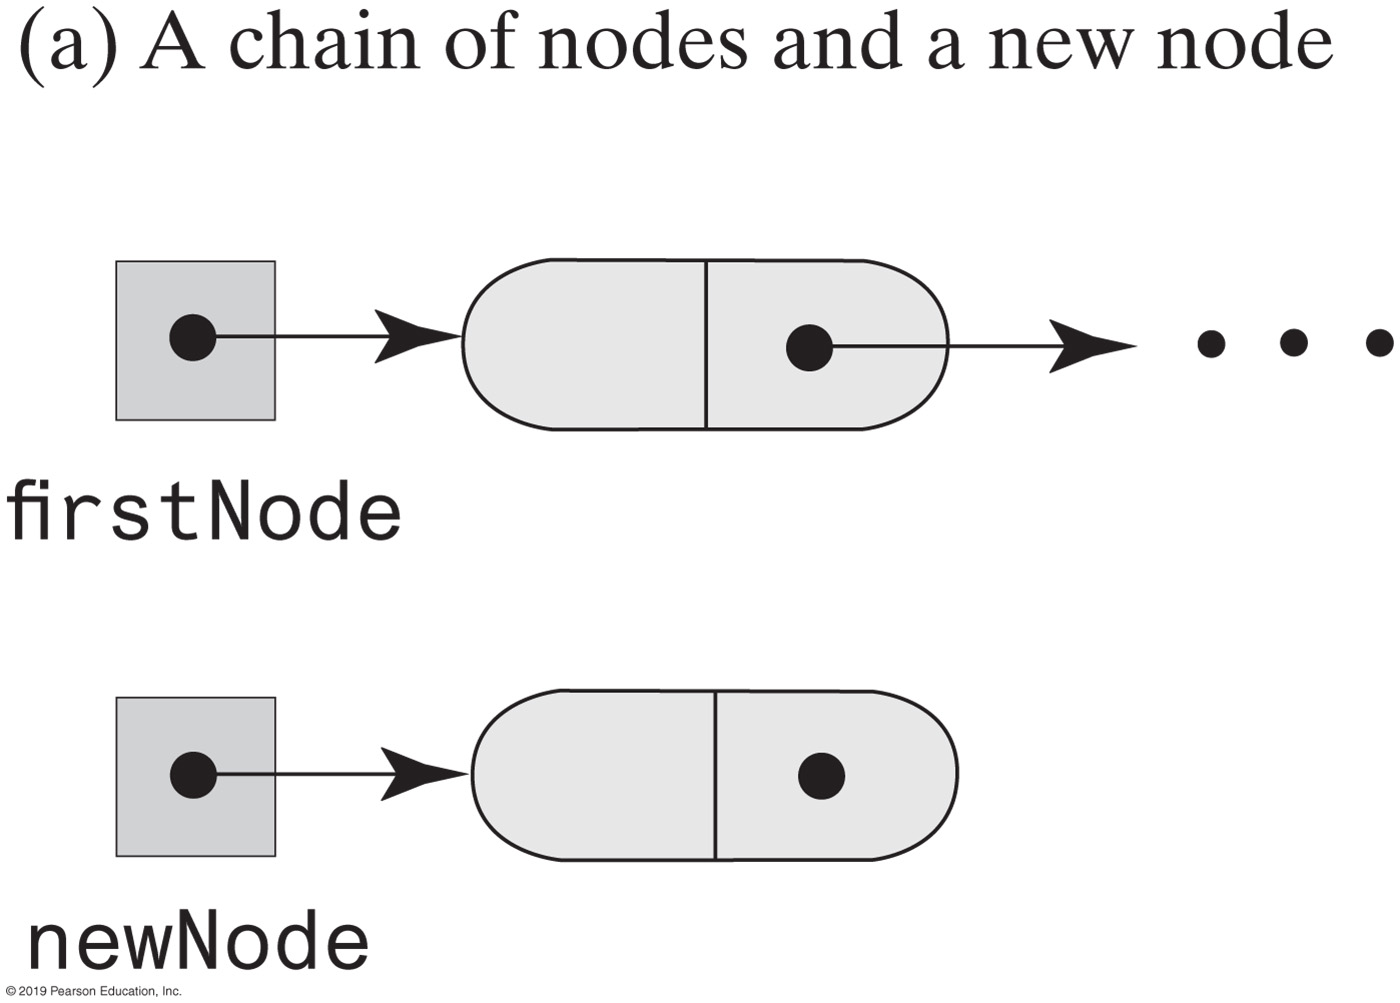 (a) A chain of nodes and a new node
firstNode
newNode
© 2019 Pearson Education, Inc.